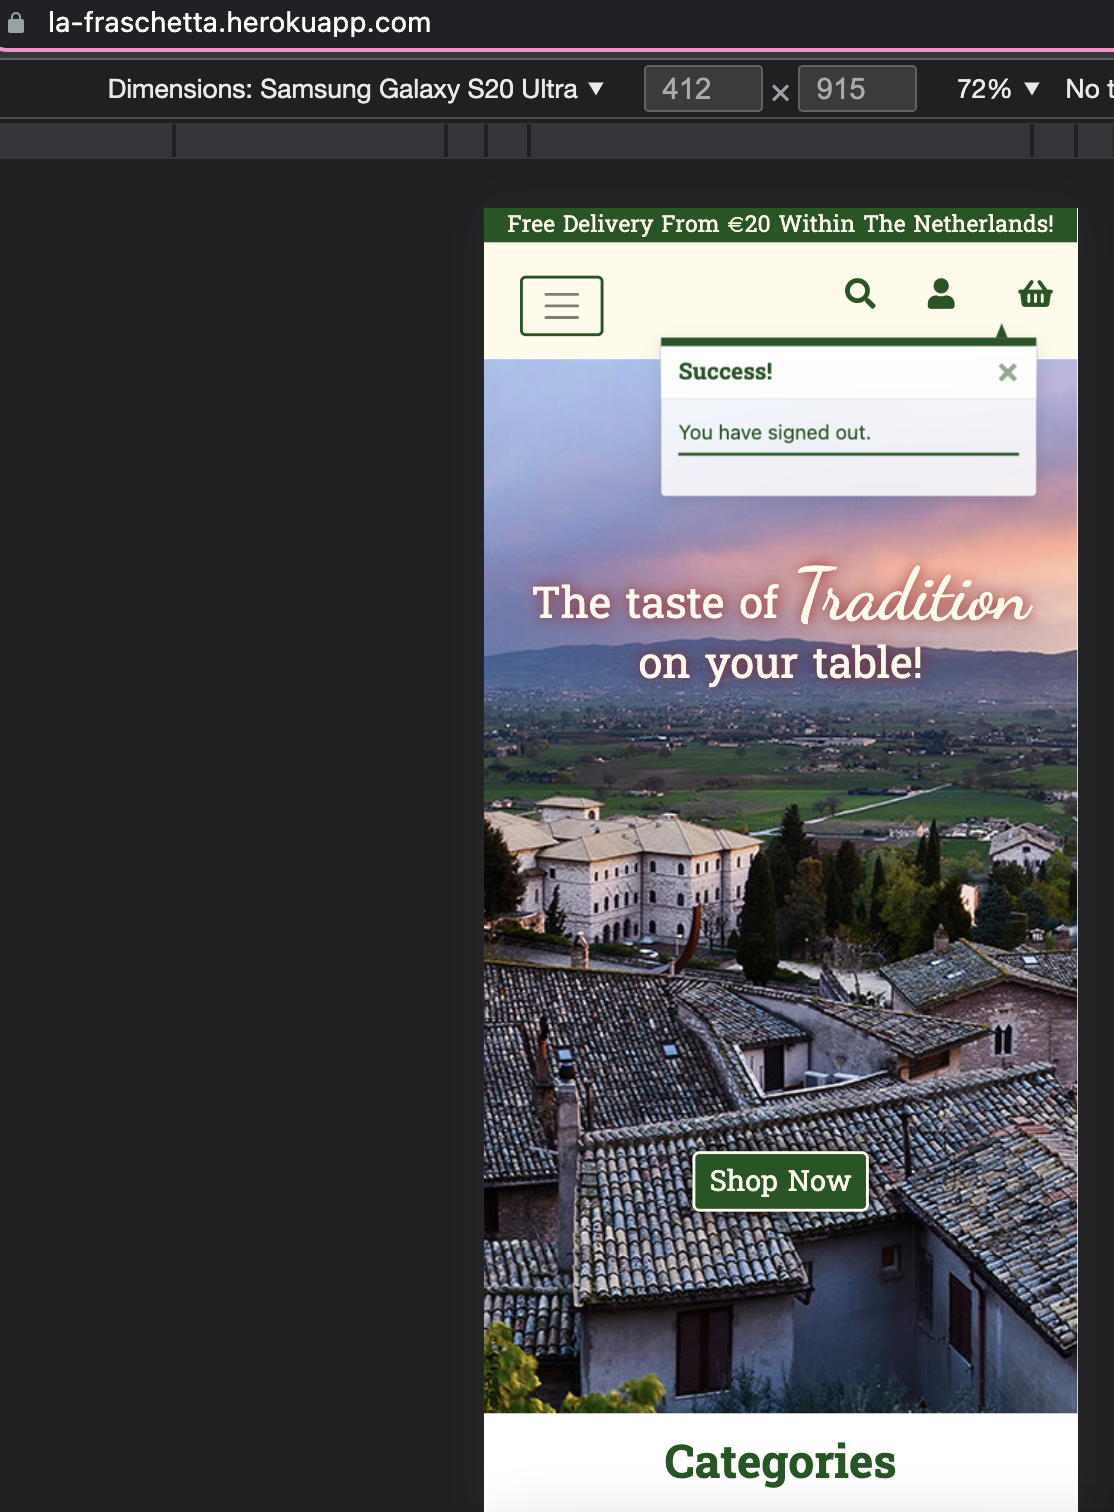 la-fraschetta.herokuapp.com
Dimensions: Samsung Galaxy S20 Ultra ▼ 412 × 915 72% ▼ No t
Free Delivery From €20 Within The Netherlands!
Success! ×
You have signed out.
The taste of Tradition
on your table!
Shop Now
Categories